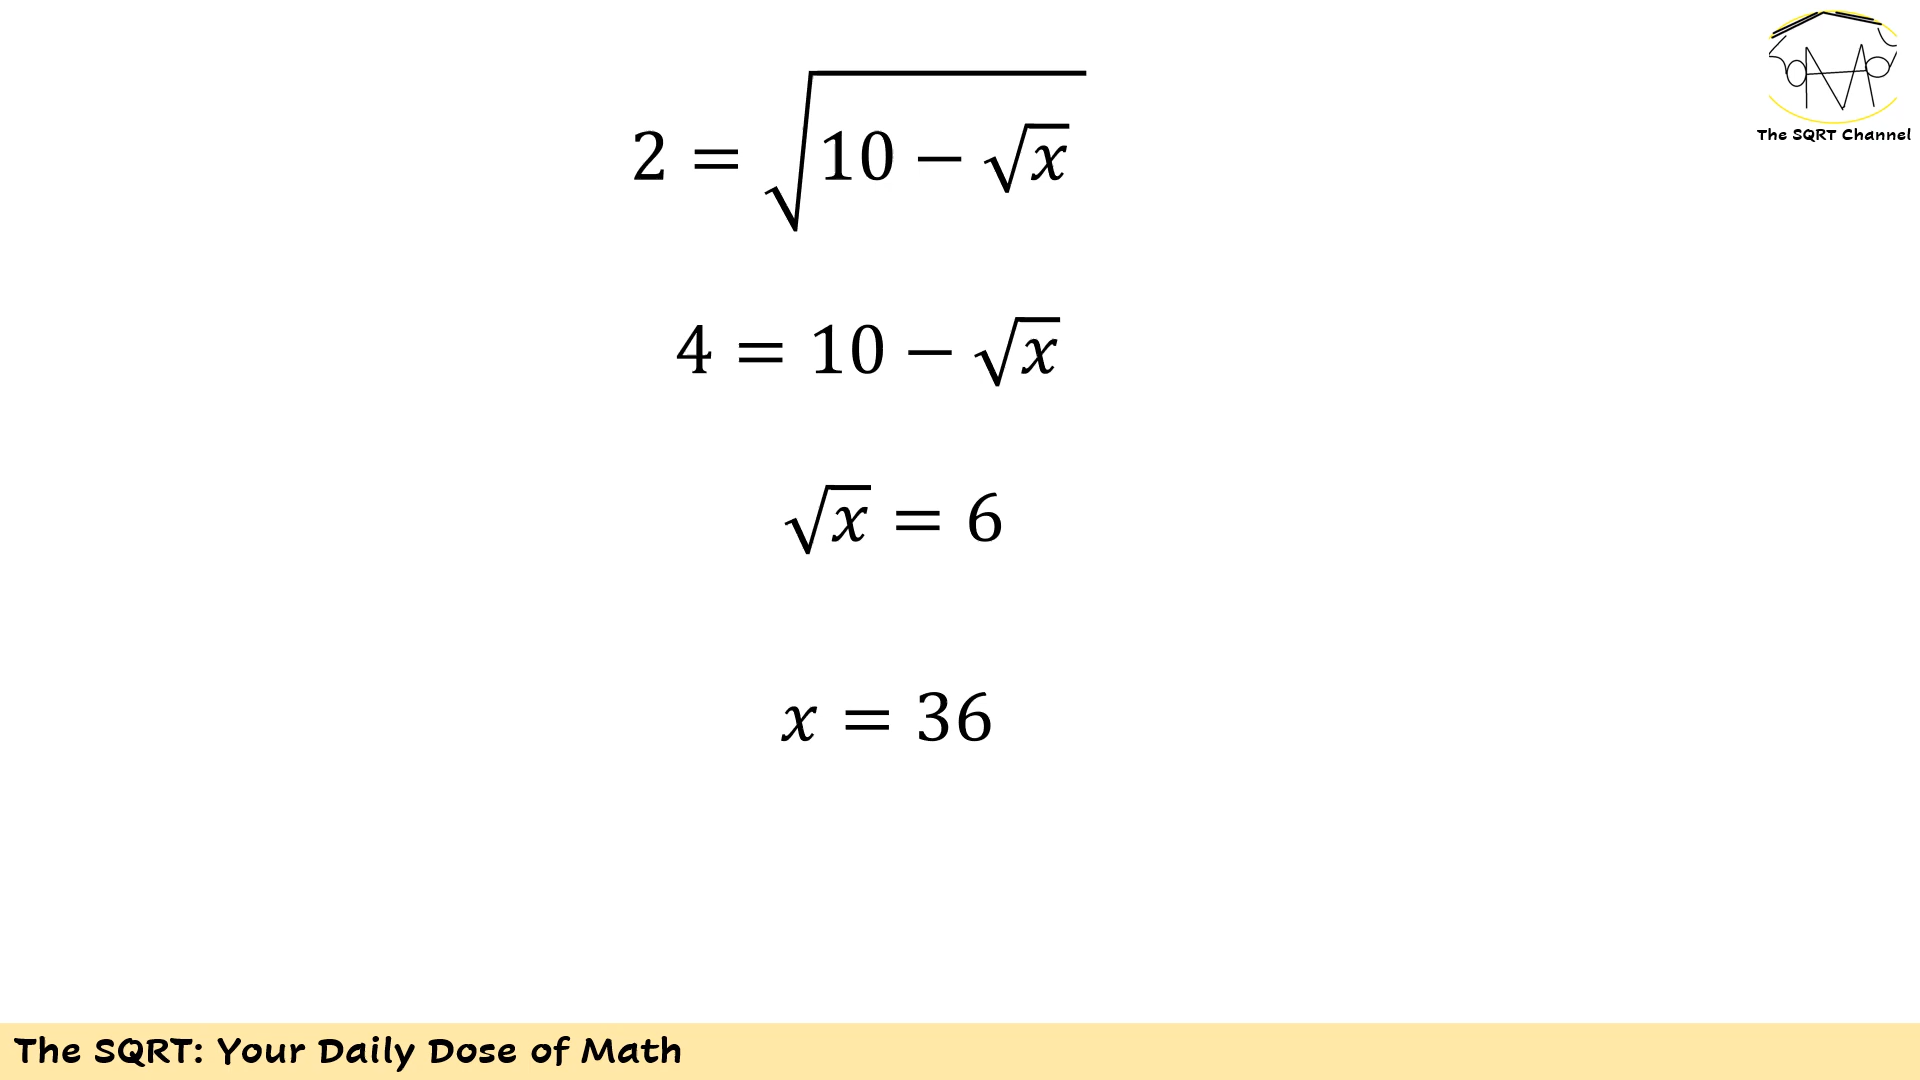 2 = √(10 − √x)
The SQRT Channel
4 = 10 − √x
√x = 6
x = 36
The SQRT: Your Daily Dose of Math